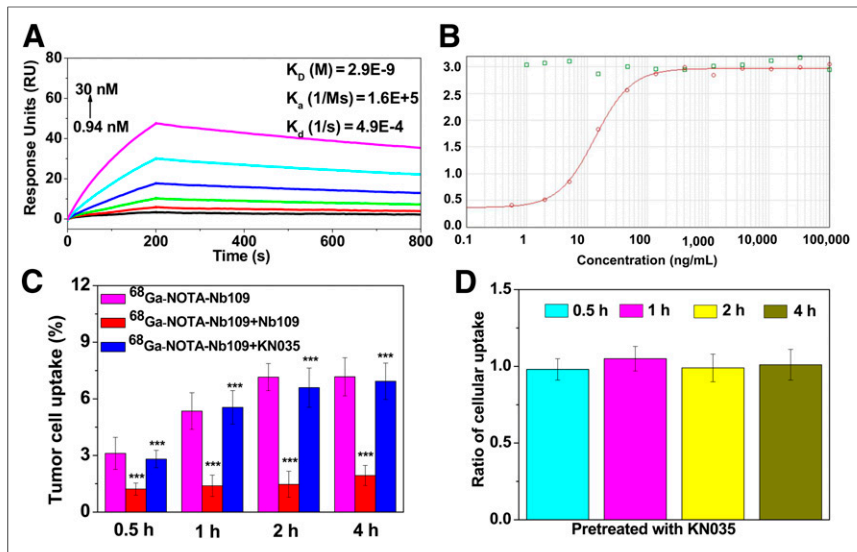 A
80
60
40
20
0
Response Units (RU)
30 nM
0.94 nM
K_D (M) = 2.9E-9
K_a (1/Ms) = 1.6E+5
K_d (1/s) = 4.9E-4
0 200 400 600 800
Time (s)
B
3.0
2.5
2.0
1.5
1.0
0.5
0.0
0.1 1 10 100 1,000 10,000 100,000
Concentration (ng/mL)
C
12
9
6
3
0
Tumor cell uptake (%)
⁶⁸Ga-NOTA-Nb109
⁶⁸Ga-NOTA-Nb109+Nb109
⁶⁸Ga-NOTA-Nb109+KN035
*** *** *** *** *** *** *** ***
0.5 h 1 h 2 h 4 h
D
1.5
1.0
0.5
0.0
Ratio of cellular uptake
0.5 h 1 h 2 h 4 h
Pretreated with KN035